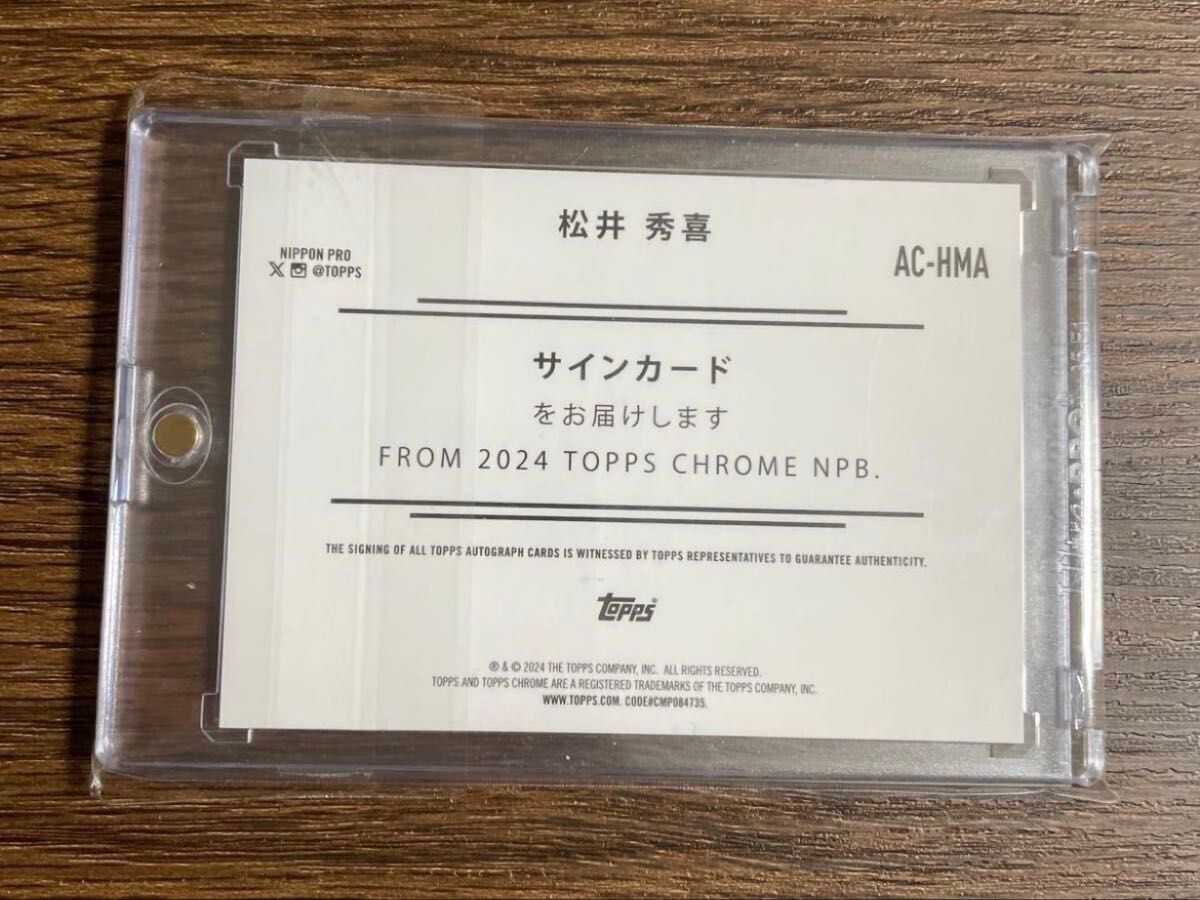 松井 秀喜
NIPPON PRO
X @TOPPS
AC-HMA
サインカード
をお届けします
FROM 2024 TOPPS CHROME NPB.
THE SIGNING OF ALL TOPPS AUTOGRAPH CARDS IS WITNESSED BY TOPPS REPRESENTATIVES TO GUARANTEE AUTHENTICITY.
topps®
® & © 2024 THE TOPPS COMPANY, INC. ALL RIGHTS RESERVED.
TOPPS AND TOPPS CHROME ARE A REGISTERED TRADEMARKS OF THE TOPPS COMPANY, INC.
WWW.TOPPS.COM. CODE#CMP084735.